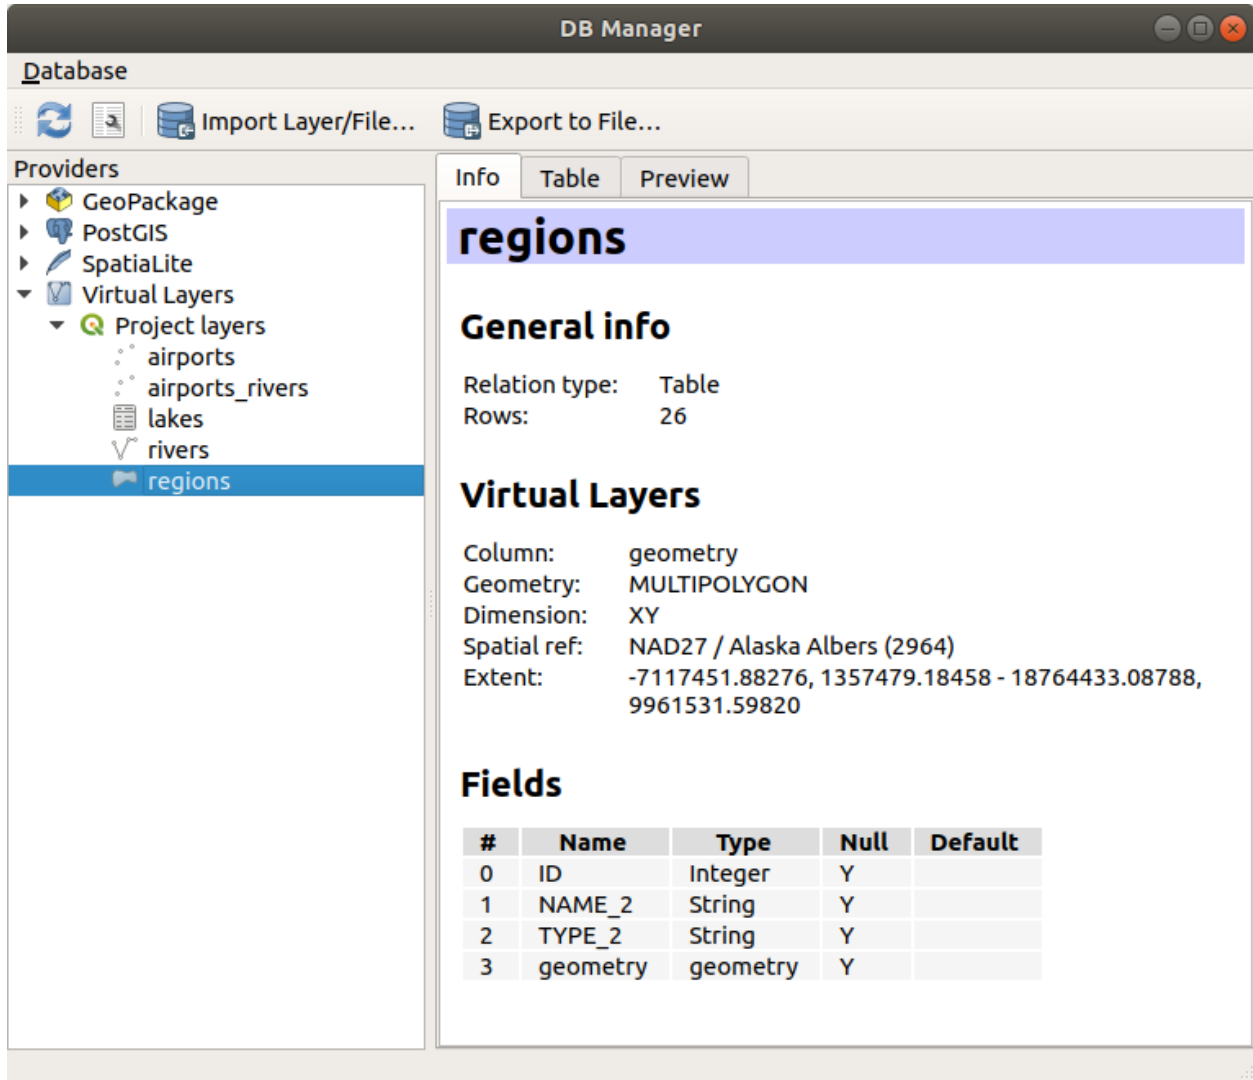 DB Manager
Database
Import Layer/File... Export to File...
Providers
GeoPackage
PostGIS
SpatiaLite
Virtual Layers
Project layers
airports
airports_rivers
lakes
rivers
regions
Info Table Preview
regions
General info
Relation type: Table
Rows: 26
Virtual Layers
Column: geometry
Geometry: MULTIPOLYGON
Dimension: XY
Spatial ref: NAD27 / Alaska Albers (2964)
Extent: -7117451.88276, 1357479.18458 - 18764433.08788,
9961531.59820
Fields
# Name Type Null Default
0 ID Integer Y
1 NAME_2 String Y
2 TYPE_2 String Y
3 geometry geometry Y